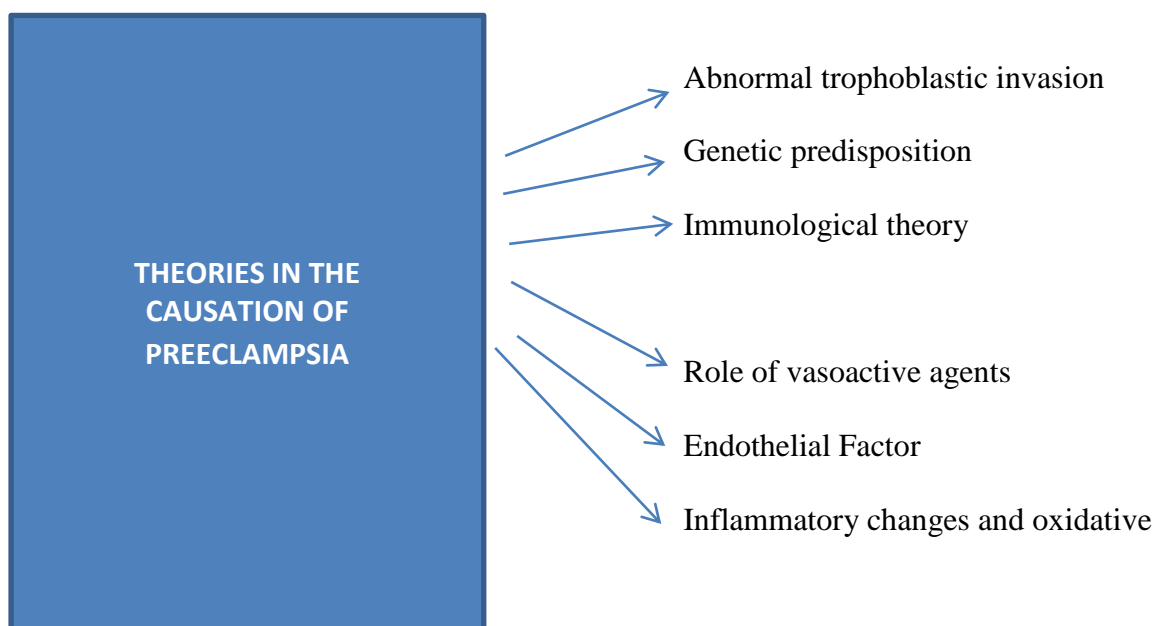 THEORIES IN THE
CAUSATION OF
PREECLAMPSIA
Abnormal trophoblastic invasion
Genetic predisposition
Immunological theory
Role of vasoactive agents
Endothelial Factor
Inflammatory changes and oxidative